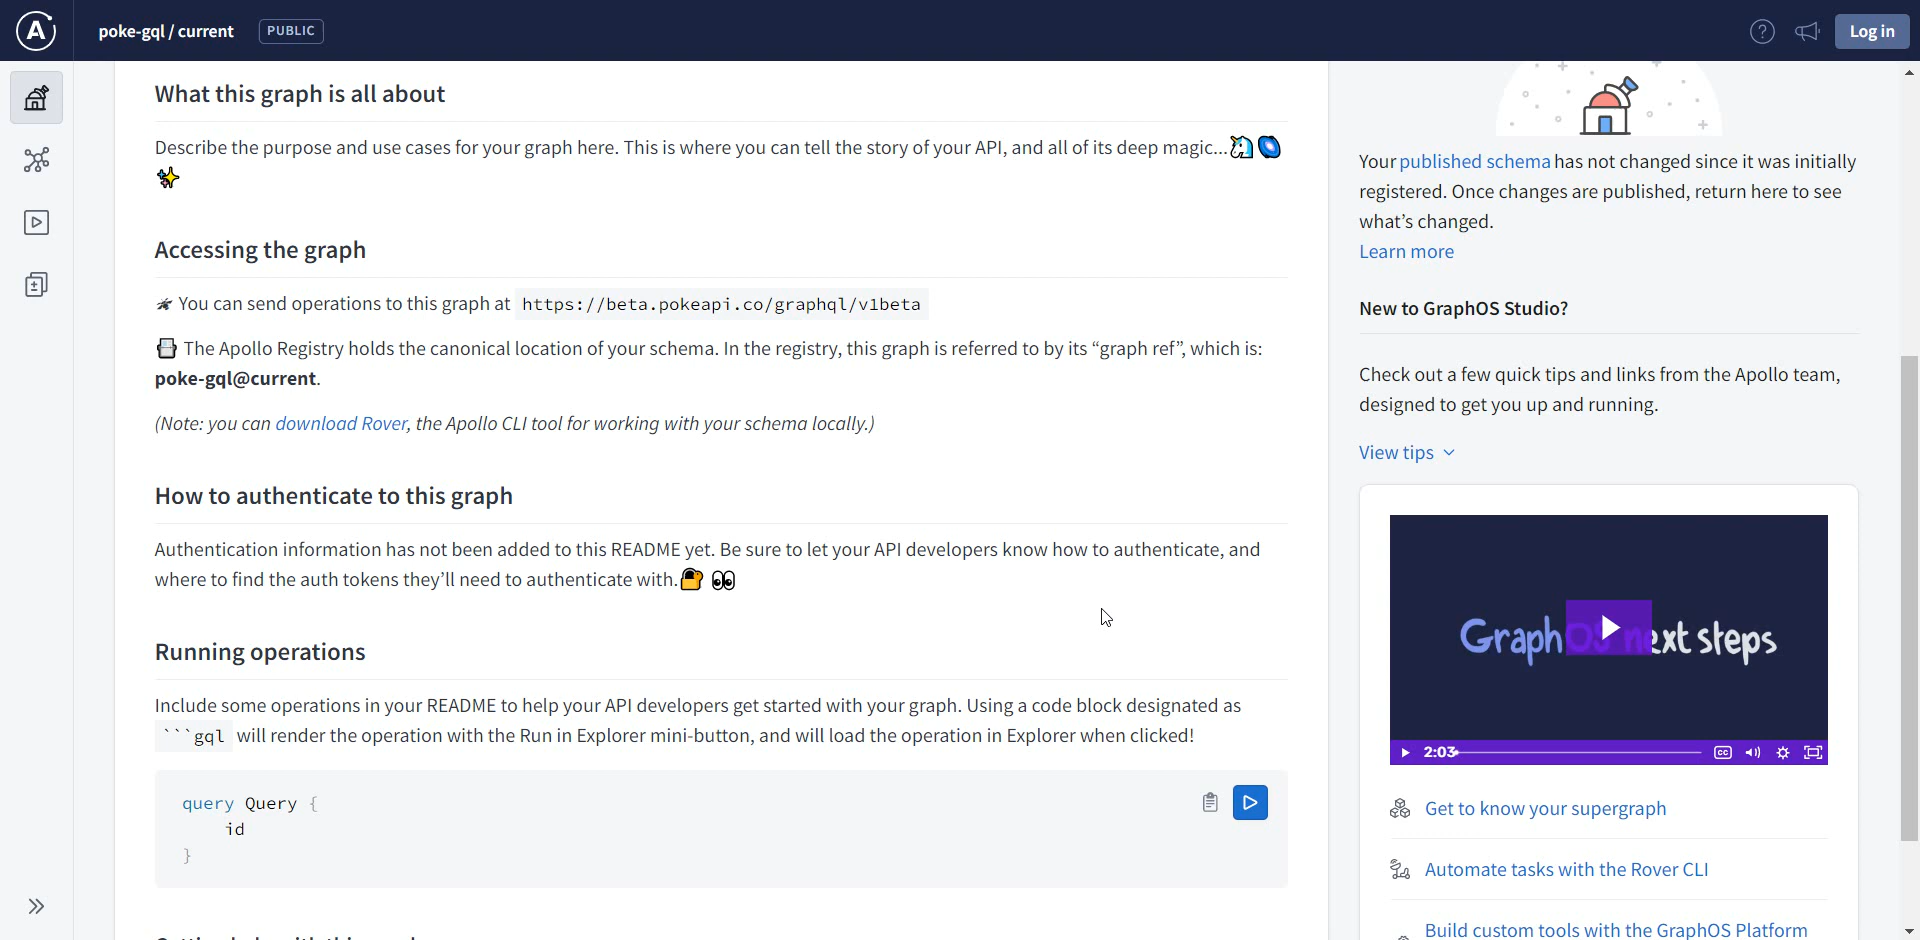 poke-gql / current
PUBLIC
Log in
What this graph is all about
Describe the purpose and use cases for your graph here. This is where you can tell the story of your API, and all of its deep magic...🦄🌀
✨
Accessing the graph
You can send operations to this graph at https://beta.pokeapi.co/graphql/v1beta
The Apollo Registry holds the canonical location of your schema. In the registry, this graph is referred to by its “graph ref”, which is:
poke-gql@current.
(Note: you can download Rover, the Apollo CLI tool for working with your schema locally.)
How to authenticate to this graph
Authentication information has not been added to this README yet. Be sure to let your API developers know how to authenticate, and
where to find the auth tokens they’ll need to authenticate with.🔐 👀
Running operations
Include some operations in your README to help your API developers get started with your graph. Using a code block designated as
```gql will render the operation with the Run in Explorer mini-button, and will load the operation in Explorer when clicked!
query Query {
id
}
Your published schema has not changed since it was initially
registered. Once changes are published, return here to see
what’s changed.
Learn more
New to GraphOS Studio?
Check out a few quick tips and links from the Apollo team,
designed to get you up and running.
View tips
GraphOS next steps
2:03
CC
Get to know your supergraph
Automate tasks with the Rover CLI
Build custom tools with the GraphOS Platform